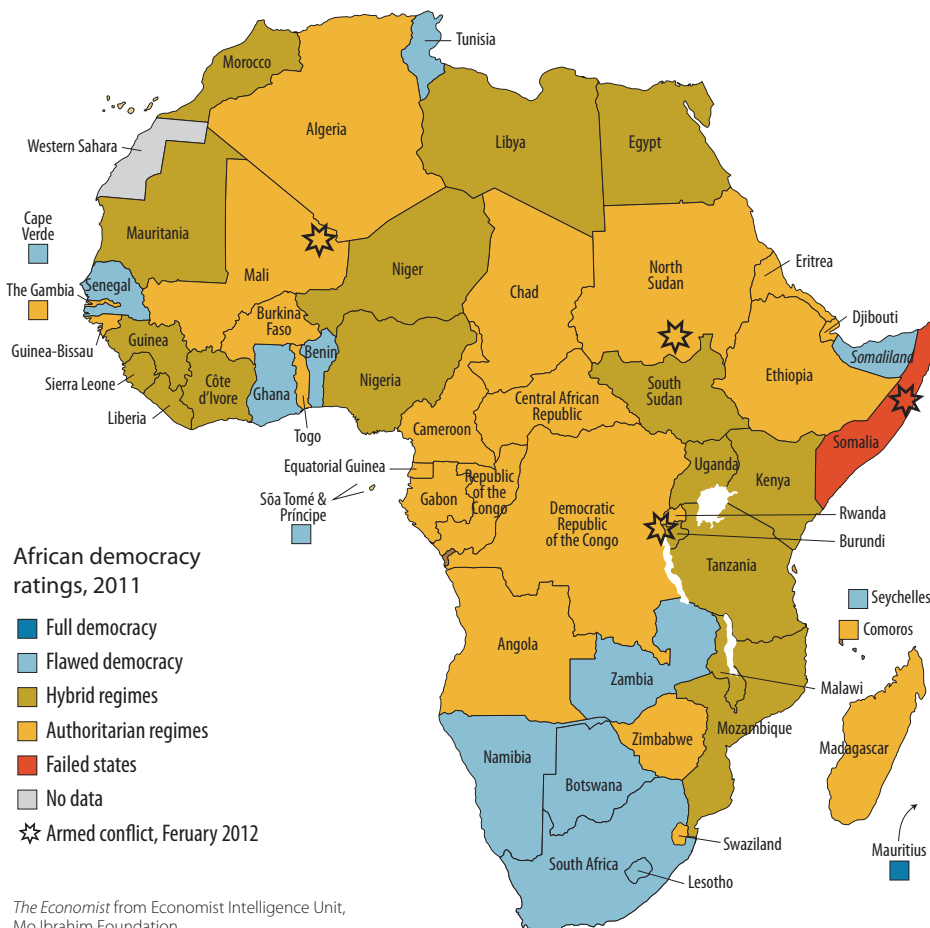 Tunisia
Morocco
Algeria
Western Sahara
Libya
Egypt
Cape
Verde
Mauritania
Mali
Niger
Chad
North
Sudan
Eritrea
Senegal
The Gambia
Burkina
Faso
Djibouti
Guinea-Bissau
Guinea
Benin
Somaliland
Sierra Leone
Côte
d'Ivore
Ghana
Nigeria
South
Sudan
Ethiopia
Liberia
Togo
Cameroon
Central African
Republic
Somalia
Equatorial Guinea
Uganda
Kenya
Sōa Tomé &
Príncipe
Gabon
Republic
of the
Congo
Democratic
Republic
of the Congo
Rwanda
Burundi
Tanzania
African democracy
ratings, 2011
Full democracy
Flawed democracy
Hybrid regimes
Authoritarian regimes
Failed states
No data
Armed conflict, Feruary 2012
Seychelles
Comoros
Angola
Zambia
Malawi
Mozambique
Zimbabwe
Madagascar
Namibia
Botswana
Swaziland
Mauritius
South Africa
Lesotho
The Economist from Economist Intelligence Unit,
Mo Ibrahim Foundation